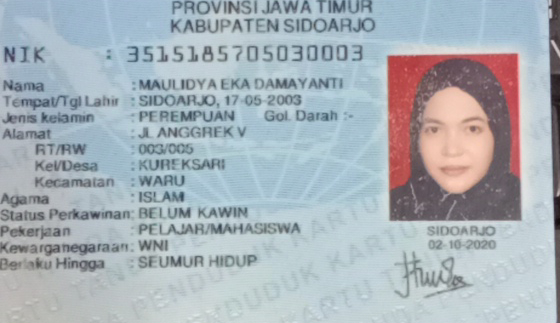 PROVINSI JAWA TIMUR
KABUPATEN SIDOARJO
NIK : 3515185705030003
Nama : MAULIDYA EKA DAMAYANTI
Tempat/Tgl Lahir : SIDOARJO, 17-05-2003
Jenis kelamin : PEREMPUAN Gol. Darah :-
Alamat : JL ANGGREK V
RT/RW : 003/005
Kel/Desa : KUREKSARI
Kecamatan : WARU
Agama : ISLAM
Status Perkawinan: BELUM KAWIN
Pekerjaan : PELAJAR/MAHASISWA
Kewarganegaraan: WNI
Berlaku Hingga : SEUMUR HIDUP
SIDOARJO
02-10-2020